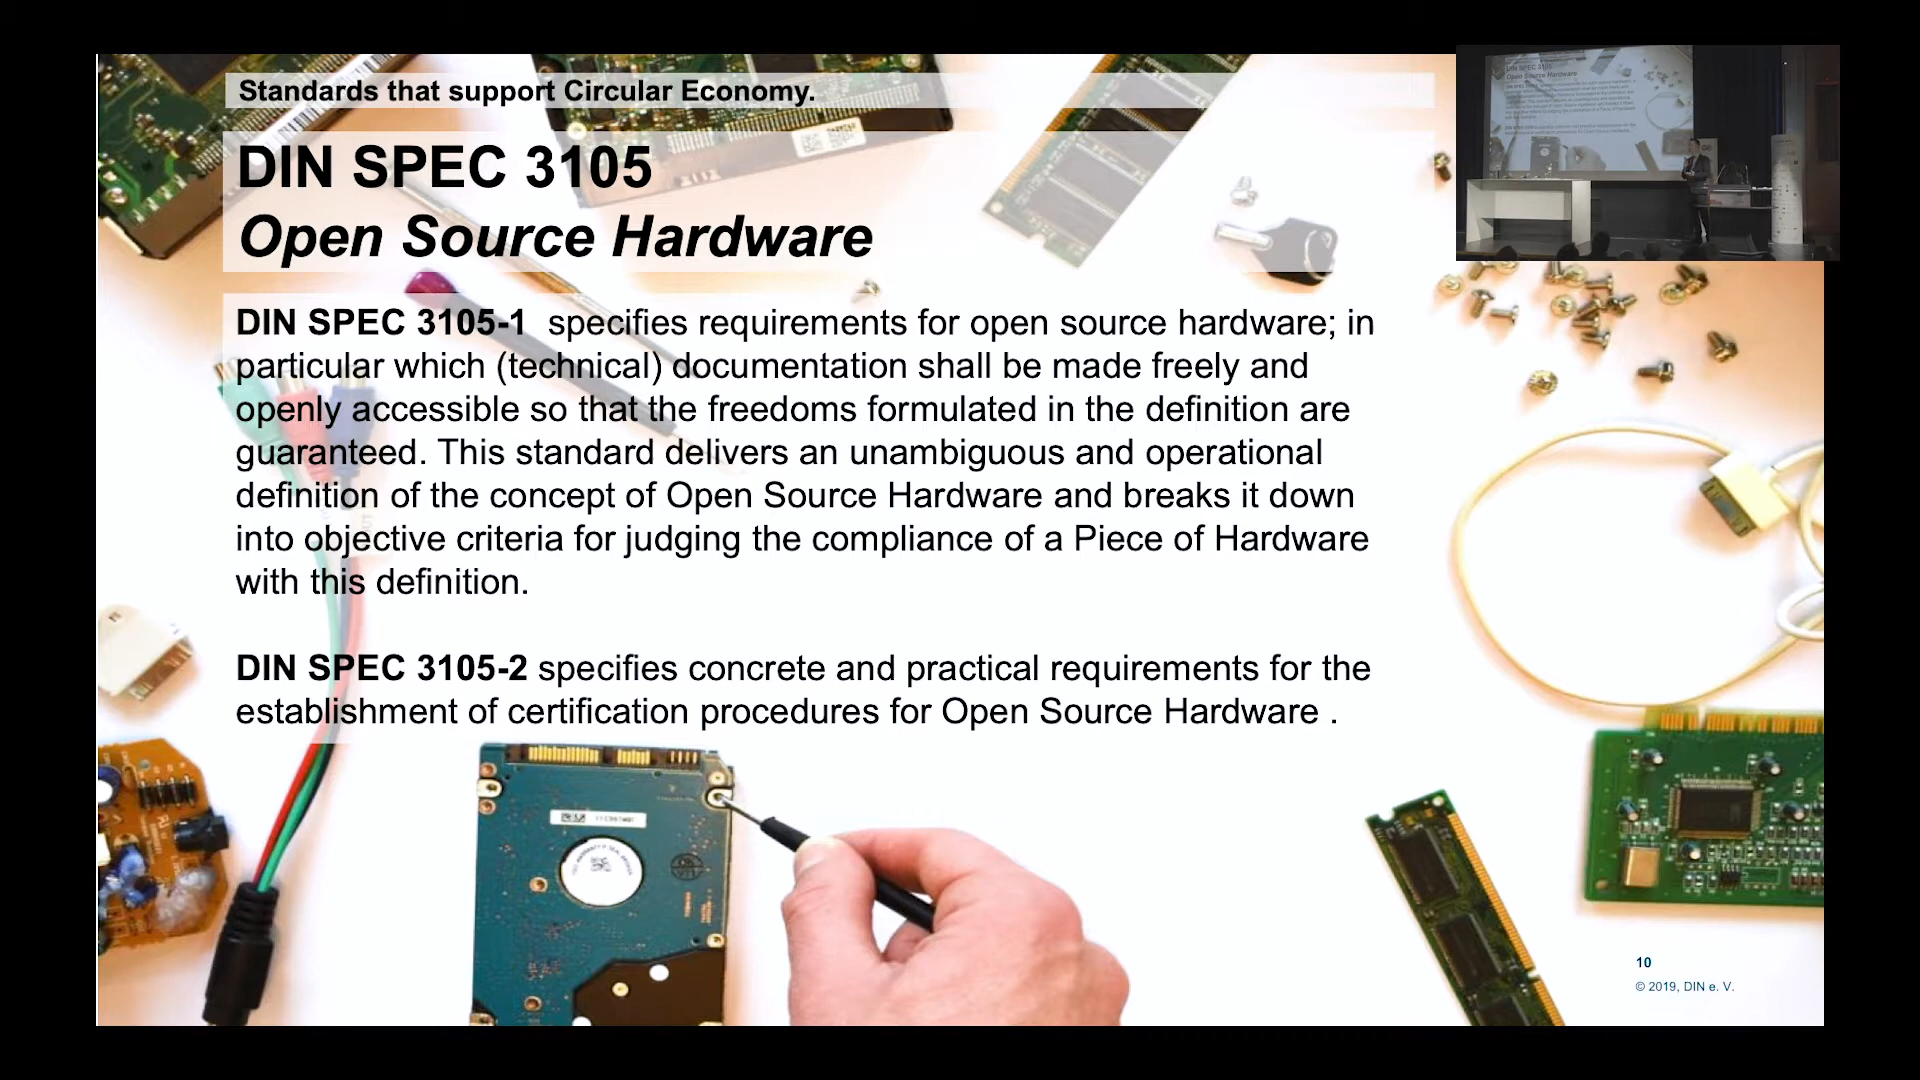 Standards that support Circular Economy.
DIN SPEC 3105
Open Source Hardware
DIN SPEC 3105-1  specifies requirements for open source hardware; in
particular which (technical) documentation shall be made freely and
openly accessible so that the freedoms formulated in the definition are
guaranteed. This standard delivers an unambiguous and operational
definition of the concept of Open Source Hardware and breaks it down
into objective criteria for judging the compliance of a Piece of Hardware
with this definition.
DIN SPEC 3105-2 specifies concrete and practical requirements for the
establishment of certification procedures for Open Source Hardware .
10
© 2019, DIN e. V.